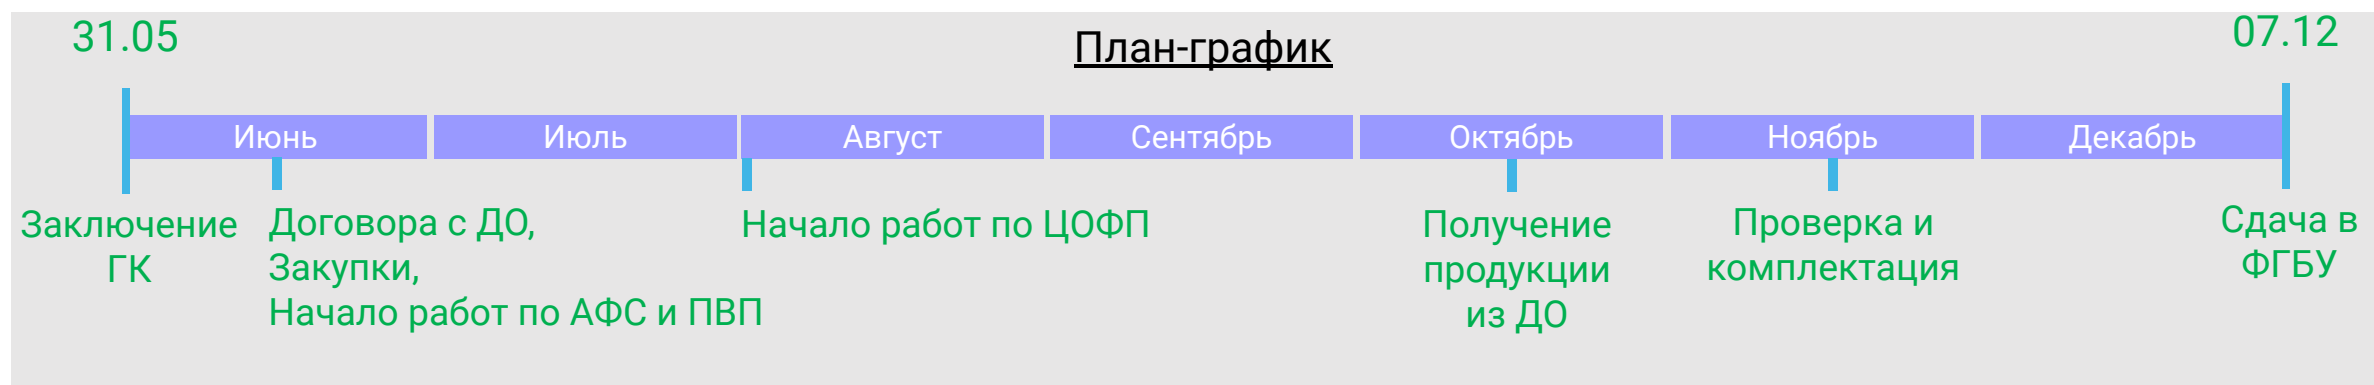 31.05
План-график
07.12
Июнь
Июль
Август
Сентябрь
Октябрь
Ноябрь
Декабрь
Заключение
ГК
Договора с ДО,
Закупки,
Начало работ по АФС и ПВП
Начало работ по ЦОФП
Получение
продукции
из ДО
Проверка и
комплектация
Сдача в
ФГБУ